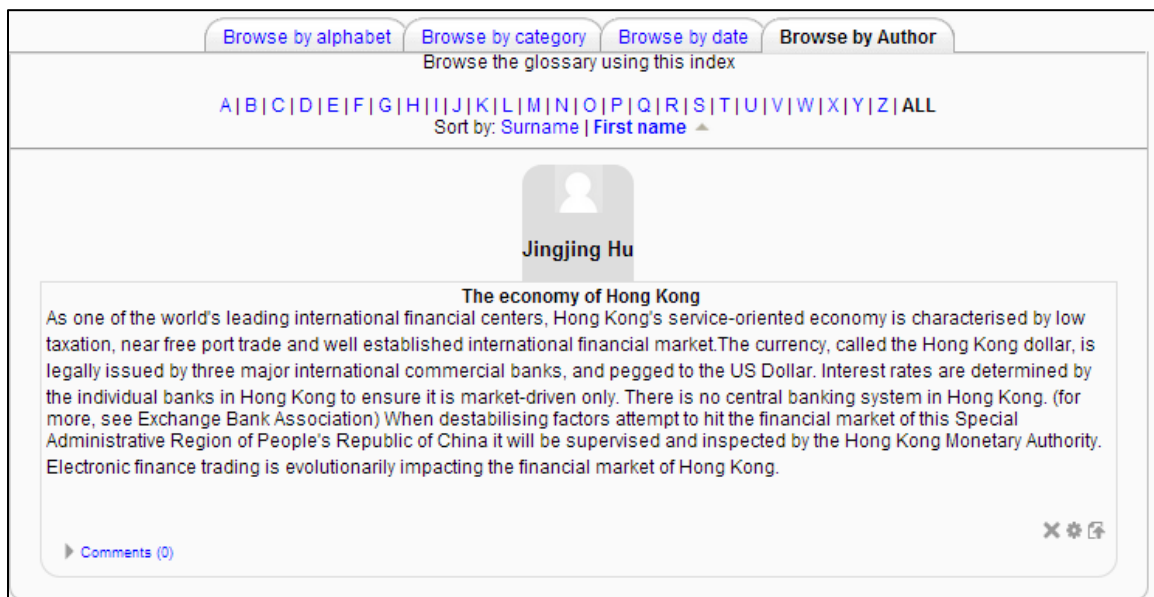 Browse by alphabet Browse by category Browse by date Browse by Author
Browse the glossary using this index
A | B | C | D | E | F | G | H | I | J | K | L | M | N | O | P | Q | R | S | T | U | V | W | X | Y | Z | ALL
Sort by: Surname | First name
Jingjing Hu
The economy of Hong Kong
As one of the world's leading international financial centers, Hong Kong's service-oriented economy is characterised by low
taxation, near free port trade and well established international financial market.The currency, called the Hong Kong dollar, is
legally issued by three major international commercial banks, and pegged to the US Dollar. Interest rates are determined by
the individual banks in Hong Kong to ensure it is market-driven only. There is no central banking system in Hong Kong. (for
more, see Exchange Bank Association) When destabilising factors attempt to hit the financial market of this Special
Administrative Region of People's Republic of China it will be supervised and inspected by the Hong Kong Monetary Authority.
Electronic finance trading is evolutionarily impacting the financial market of Hong Kong.
Comments (0)